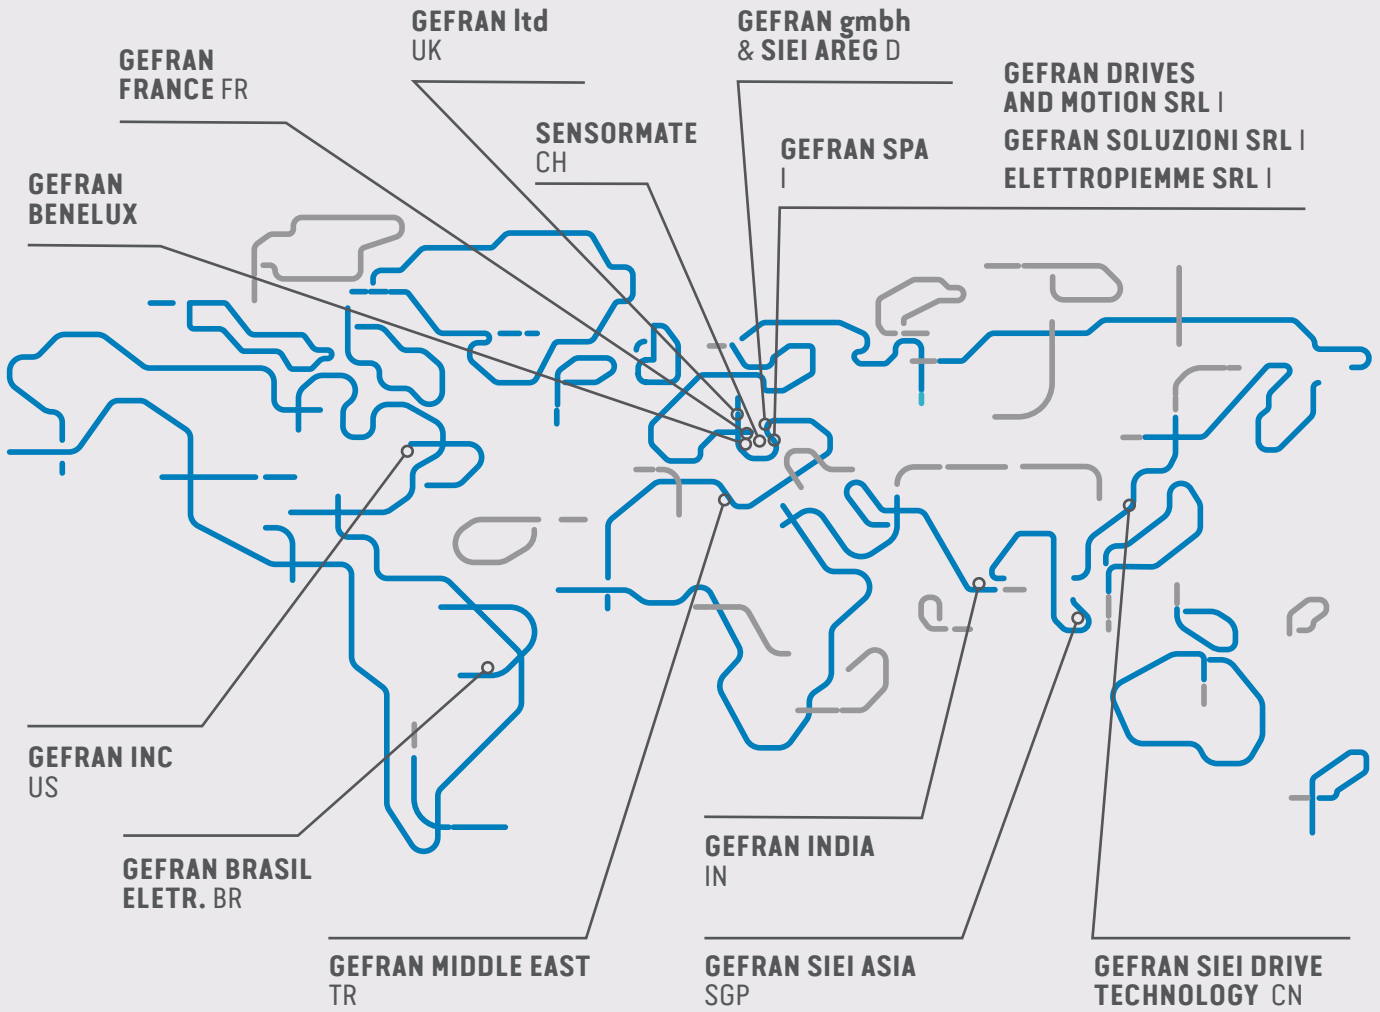 GEFRAN ltd
UK
GEFRAN gmbh
& SIEI AREG D
GEFRAN
FRANCE FR
GEFRAN DRIVES
AND MOTION SRL I
GEFRAN SOLUZIONI SRL I
ELETTROPIEMME SRL I
SENSORMATE
CH
GEFRAN SPA
I
GEFRAN
BENELUX
GEFRAN INC
US
GEFRAN BRASIL
ELETR. BR
GEFRAN INDIA
IN
GEFRAN MIDDLE EAST
TR
GEFRAN SIEI ASIA
SGP
GEFRAN SIEI DRIVE
TECHNOLOGY CN